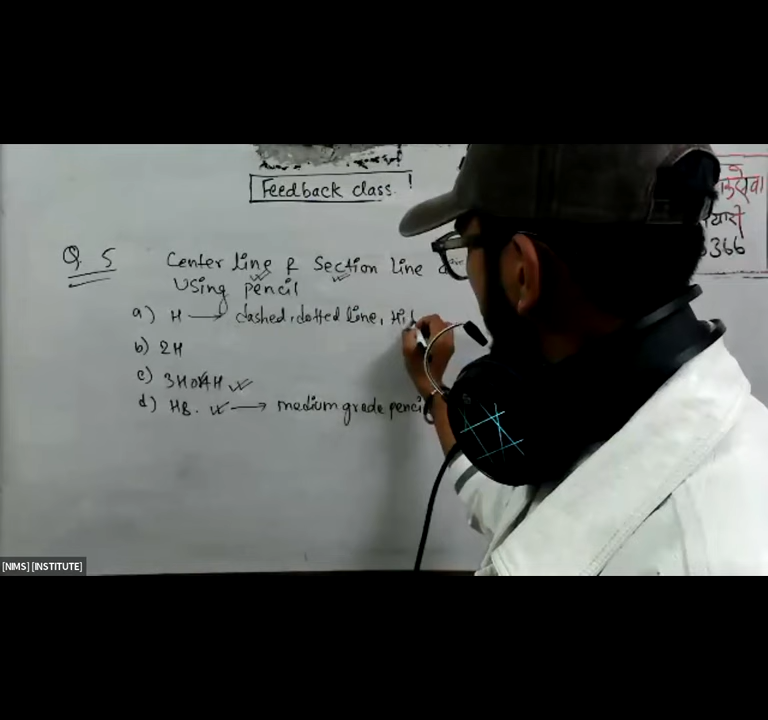 Feedback class !
Q. 5 Center line & Section Line
Using pencil
a) H → dashed, dotted line, Hid
b) 2H
c) 3H or 4H
d) HB. → medium grade penci
3366
[NIMS] [INSTITUTE]